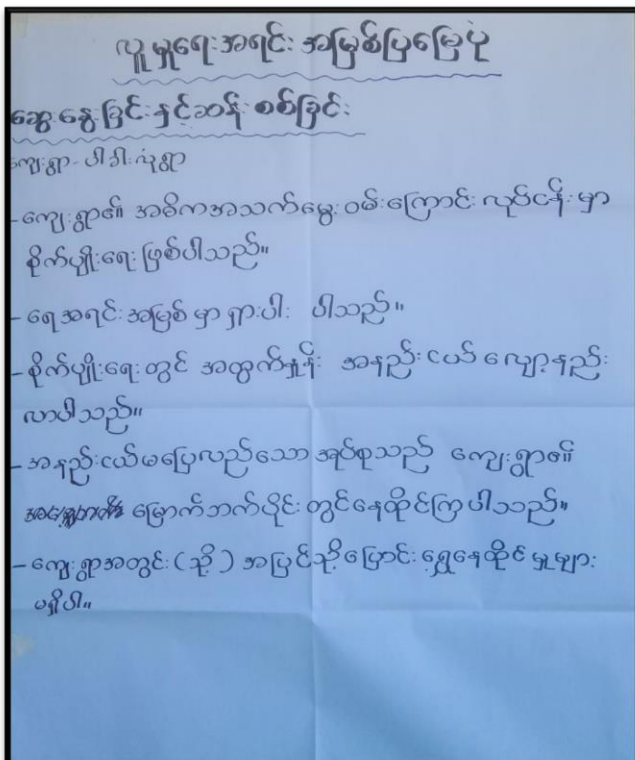 လူမှုရေးအရင်းအမြစ်ပြမြေပုံ
ဆွေးနွေးခြင်းနှင့်ဆန်းစစ်ခြင်း
ကျေးရွာ - ပါဒါးလုံရွာ
- ကျေးရွာ၏ အဓိကအသက်မွေးဝမ်းကြောင်းလုပ်ငန်းမှာ
စိုက်ပျိုးရေးဖြစ်ပါသည်။
- ရေအရင်းအမြစ်မှာရှားပါး ပါသည်။
- စိုက်ပျိုးရေးတွင် အထွက်နှုန်း အနည်းငယ်လျော့နည်း
လာပါသည်။
- အနည်းငယ်မပြေလည်သော အုပ်စုသည် ကျေးရွာ၏
မြောက်ဘက်ပိုင်းတွင်နေထိုင်ကြပါသည်။
- ကျေးရွာအတွင်း (သို့) အပြင်သို့ပြောင်းရွှေ့နေထိုင်မှုများ
မရှိပါ။